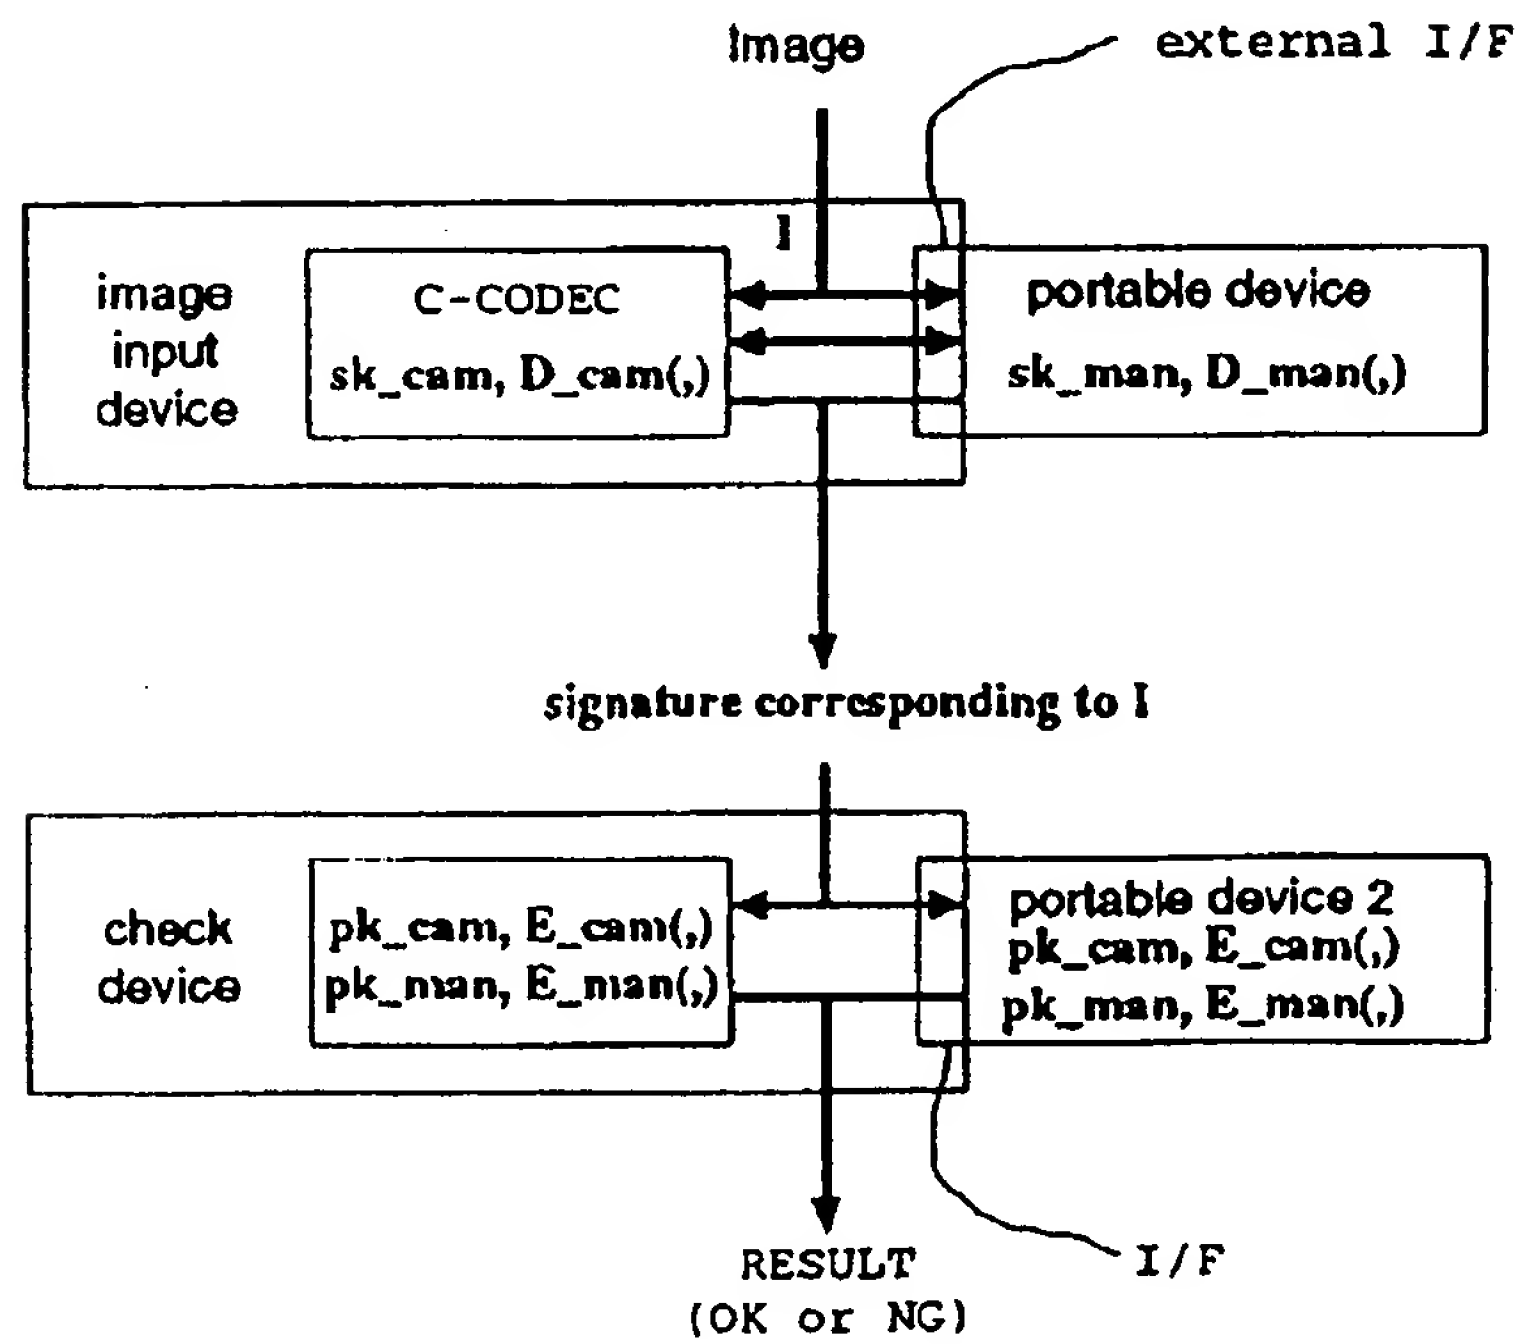 Image
external I/F
I
image
input
device
C-CODEC
sk_cam, D_cam(,)
portable device
sk_man, D_man(,)
signature corresponding to I
check
device
pk_cam, E_cam(,)
pk_man, E_man(,)
portable device 2
pk_cam, E_cam(,)
pk_man, E_man(,)
I/F
RESULT
(OK or NG)